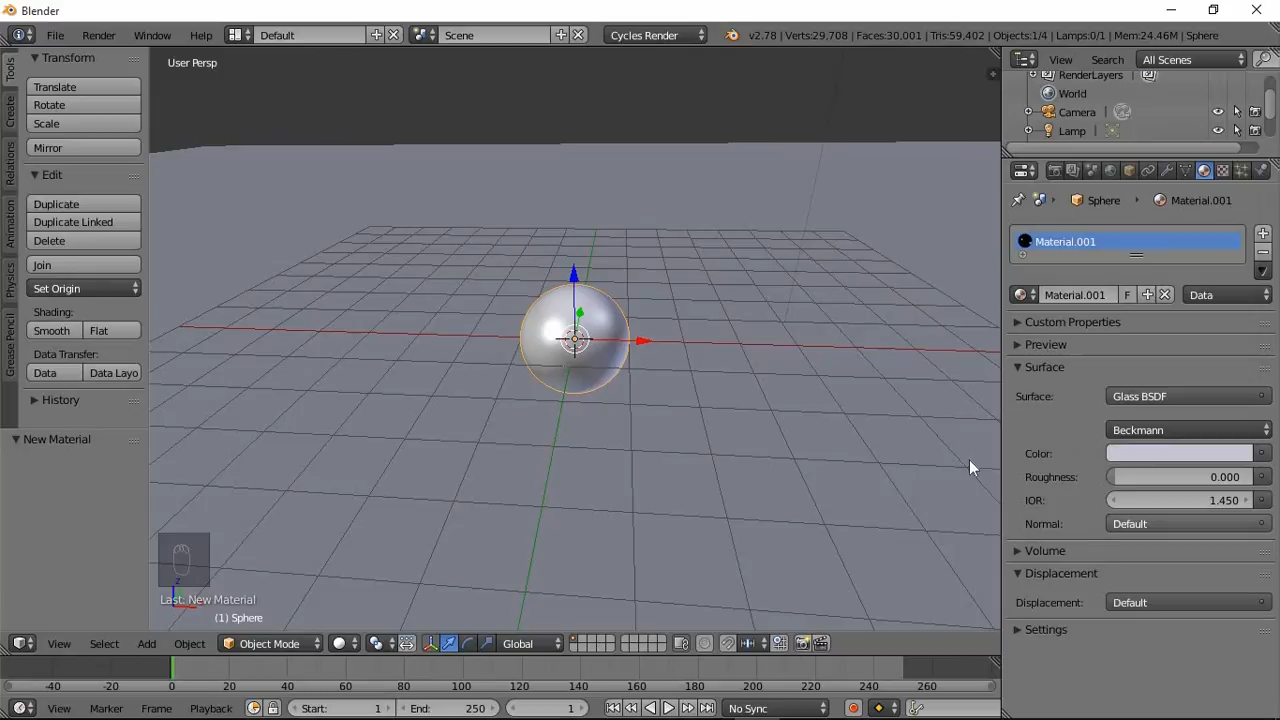 Blender
File Render Window Help Default Scene Cycles Render v2.78 | Verts:29,708 | Faces:30,001 | Tris:59,402 | Objects:1/4 | Lamps:0/1 | Mem:24.46M | Sphere
Tools
Create
Relations
Animation
Physics
Grease Pencil
Transform
Translate
Rotate
Scale
Mirror
Edit
Duplicate
Duplicate Linked
Delete
Join
Set Origin
Shading:
Smooth Flat
Data Transfer:
Data Data Layo
History
New Material
User Persp
z
Last: New Material
(1) Sphere
View Select Add Object Object Mode Global
-40 -20 0 20 40 60 80 100 120 140 160 180 200 220 240 260
View Marker Frame Playback Start: 1 End: 250 1 No Sync
View Search All Scenes
RenderLayers
World
Camera
Lamp
Sphere Material.001
Material.001
Material.001 F Data
Custom Properties
Preview
Surface
Surface: Glass BSDF
Beckmann
Color:
Roughness: 0.000
IOR: 1.450
Normal: Default
Volume
Displacement
Displacement: Default
Settings